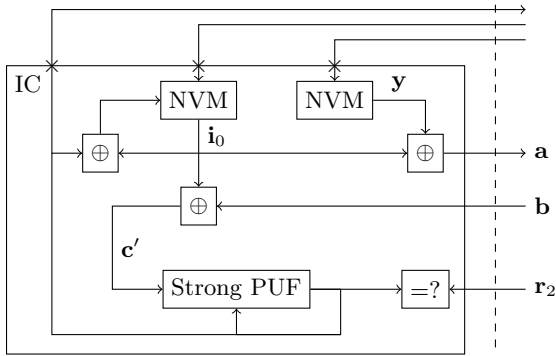 IC
NVM
NVM
y
i₀
⊕
⊕
a
⊕
b
c′
Strong PUF
=?
r₂